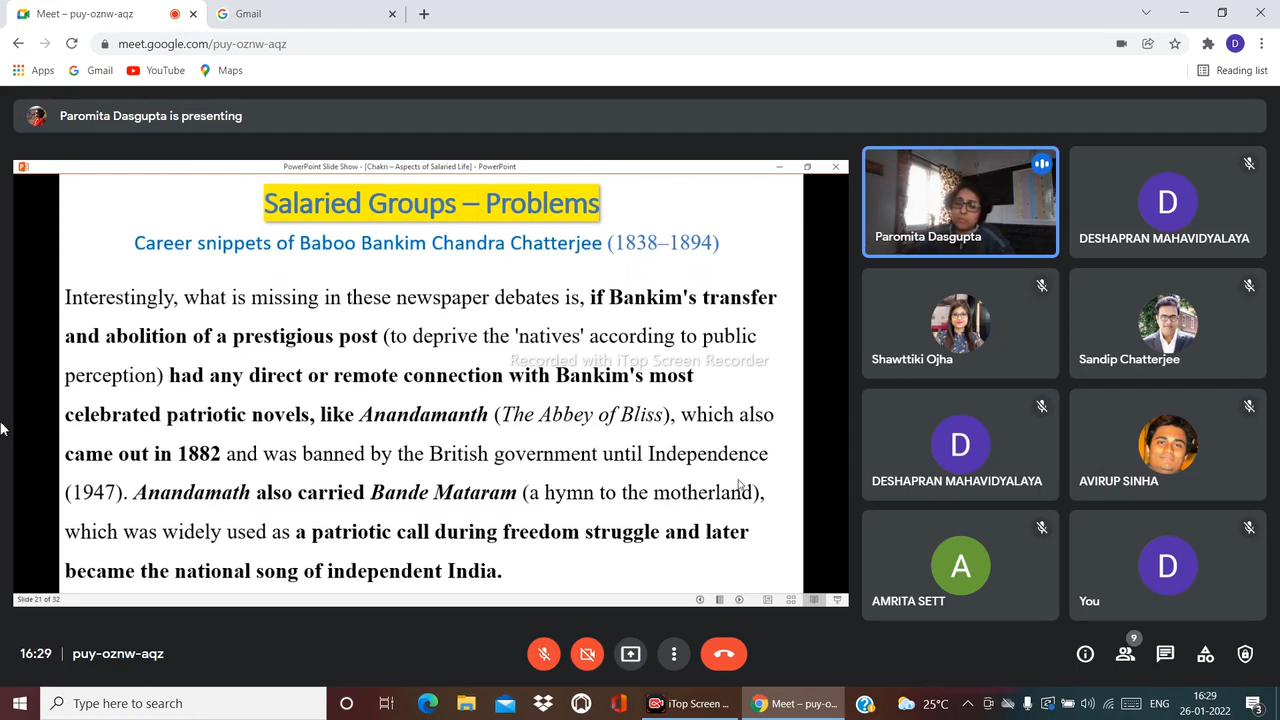 Meet – puy-oznw-aqz
Gmail
meet.google.com/puy-oznw-aqz
D
Apps
Gmail
YouTube
Maps
Reading list
Paromita Dasgupta is presenting
PowerPoint Slide Show - [Chakri – Aspects of Salaried Life] - PowerPoint
Salaried Groups – Problems
Career snippets of Baboo Bankim Chandra Chatterjee (1838–1894)
Interestingly, what is missing in these newspaper debates is, if Bankim's transfer
and abolition of a prestigious post (to deprive the 'natives' according to public
Recorded with iTop Screen Recorder
perception) had any direct or remote connection with Bankim's most
celebrated patriotic novels, like Anandamanth (The Abbey of Bliss), which also
came out in 1882 and was banned by the British government until Independence
(1947). Anandamath also carried Bande Mataram (a hymn to the motherland),
which was widely used as a patriotic call during freedom struggle and later
became the national song of independent India.
Slide 21 of 32
Paromita Dasgupta
D
DESHAPRAN MAHAVIDYALAYA
Shawttiki Ojha
Sandip Chatterjee
D
DESHAPRAN MAHAVIDYALAYA
AVIRUP SINHA
A
AMRITA SETT
D
You
16:29 | puy-oznw-aqz
9
Type here to search
iTop Screen ...
Meet – puy-o...
25°C
ENG
16:29
26-01-2022
3